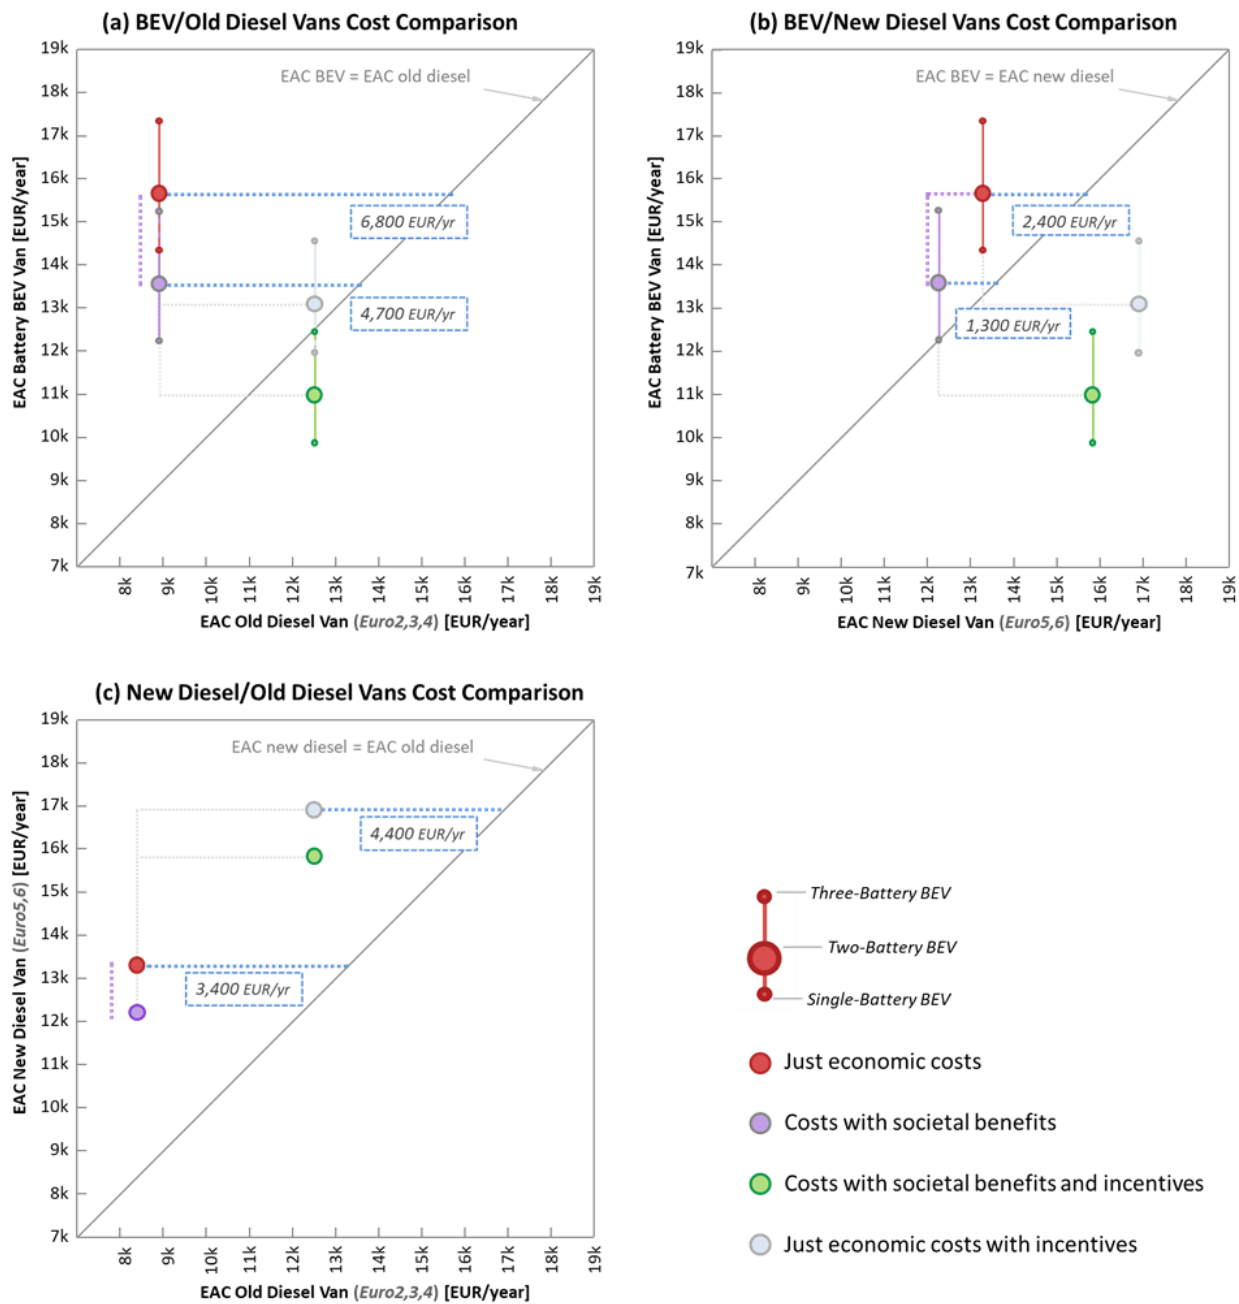 (a) BEV/Old Diesel Vans Cost Comparison
19k
18k
17k
16k
15k
14k
13k
12k
11k
10k
9k
8k
7k
EAC Battery BEV Van [EUR/year]
EAC BEV = EAC old diesel
6,800 EUR/yr
4,700 EUR/yr
8k
9k
10k
11k
12k
13k
14k
15k
16k
17k
18k
19k
EAC Old Diesel Van (Euro2,3,4) [EUR/year]
(b) BEV/New Diesel Vans Cost Comparison
19k
18k
17k
16k
15k
14k
13k
12k
11k
10k
9k
8k
7k
EAC Battery BEV Van [EUR/year]
EAC BEV = EAC new diesel
2,400 EUR/yr
1,300 EUR/yr
8k
9k
10k
11k
12k
13k
14k
15k
16k
17k
18k
19k
EAC New Diesel Van (Euro5,6) [EUR/year]
(c) New Diesel/Old Diesel Vans Cost Comparison
19k
18k
17k
16k
15k
14k
13k
12k
11k
10k
9k
8k
7k
EAC New Diesel Van (Euro5,6) [EUR/year]
EAC new diesel = EAC old diesel
4,400 EUR/yr
3,400 EUR/yr
8k
9k
10k
11k
12k
13k
14k
15k
16k
17k
18k
19k
EAC Old Diesel Van (Euro2,3,4) [EUR/year]
Three-Battery BEV
Two-Battery BEV
Single-Battery BEV
Just economic costs
Costs with societal benefits
Costs with societal benefits and incentives
Just economic costs with incentives